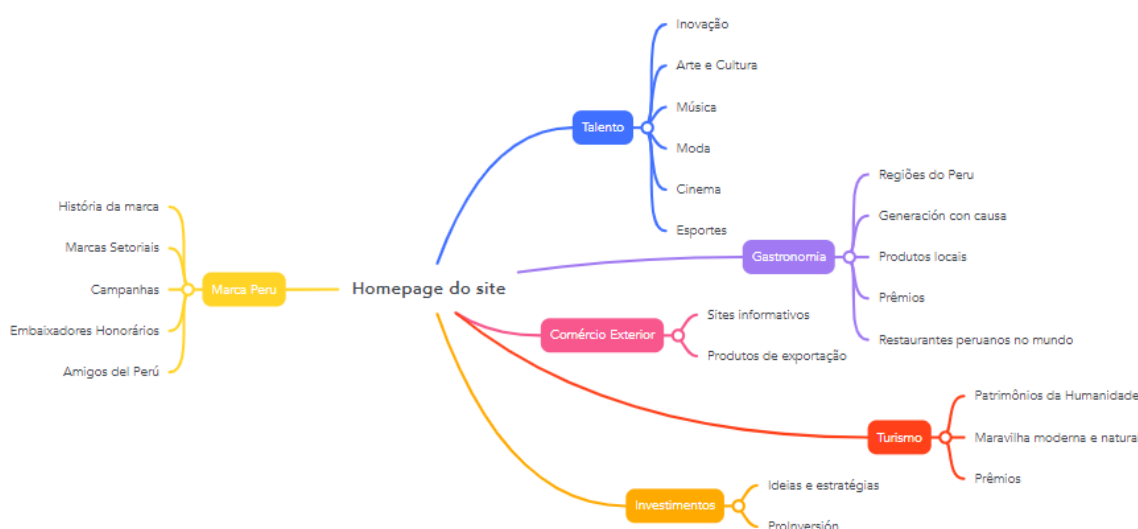 Homepage do site
Talento
Inovação
Arte e Cultura
Música
Moda
Cinema
Esportes
Gastronomia
Regiões do Peru
Generación con causa
Produtos locais
Prêmios
Restaurantes peruanos no mundo
Comércio Exterior
Sites informativos
Produtos de exportação
Turismo
Patrimônios da Humanidade
Maravilha moderna e natural
Prêmios
Investimentos
Ideias e estratégias
ProInversión
Marca Peru
História da marca
Marcas Setoriais
Campanhas
Embaixadores Honorários
Amigos del Perú